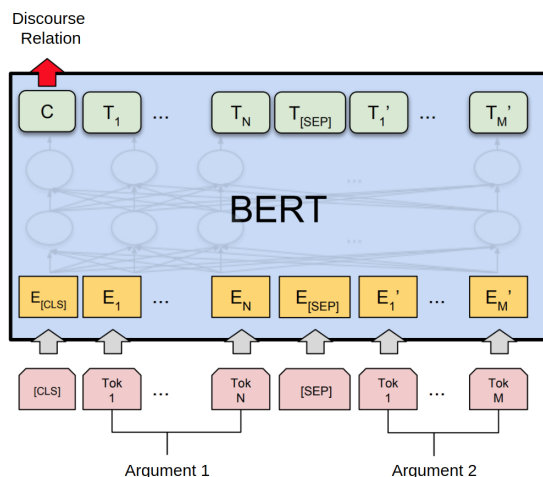 Discourse
Relation
C T1 ... TN T[SEP] T1' ... TM'
...
BERT
...
E[CLS] E1 ... EN E[SEP] E1' ... EM'
[CLS] Tok 1 ... Tok N [SEP] Tok 1 ... Tok M
Argument 1 Argument 2